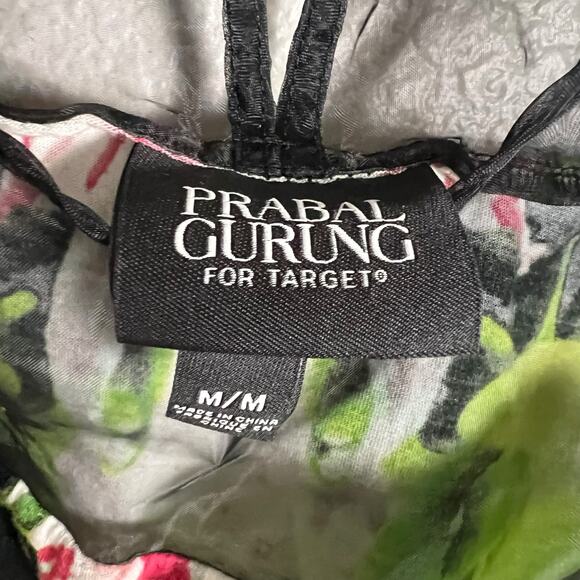 PRABAL
GURUNG
FOR TARGET®
M/M
MADE IN CHINA